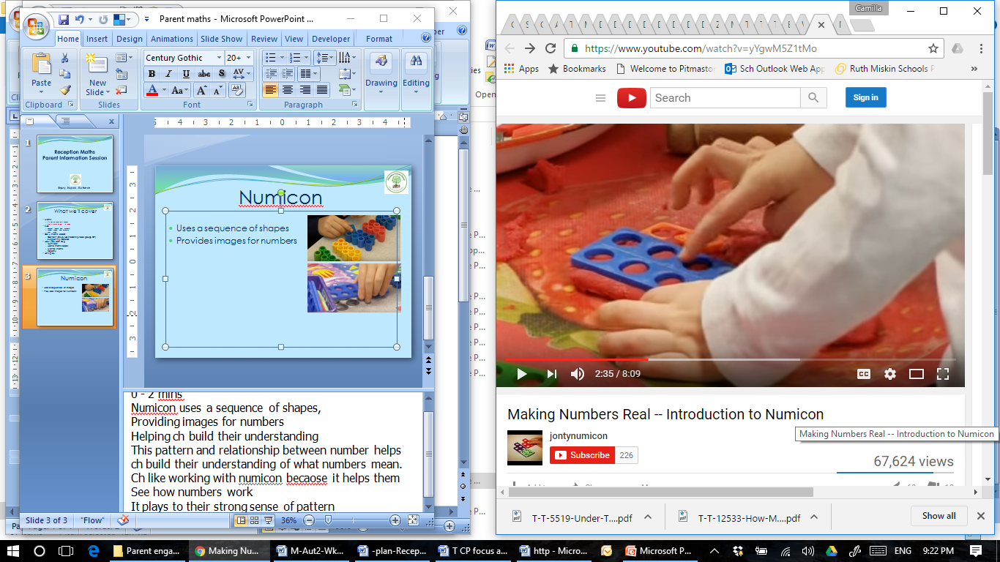 Parent maths - Microsoft PowerPoint ...
Home Insert Design Animations Slide Show Review View Developer Format
Paste
Clipboard
New
Slide
Slides
Century Gothic 20+
B I U abc S AV
A Aa A A
Font
Paragraph
Drawing
Editing
1
Reception Maths
Parent Information Session
2
What we'll cover
3
Numicon
Numicon
Uses a sequence of shapes
Provides images for numbers
0 - 2 mins
Numicon uses a sequence of shapes,
Providing images for numbers
Helping ch build their understanding
This pattern and relationship between number helps
ch build their understanding of what numbers mean.
Ch like working with numicon becaose it helps them
See how numbers work
It plays to their strong sense of pattern
Slide 3 of 3 "Flow" 36%
Camilla
https://www.youtube.com/watch?v=yYgwM5Z1tMo
Apps Bookmarks Welcome to Pitmasto Sch Outlook Web App Ruth Miskin Schools P
Search
Sign in
2:35 / 8:09
CC
Making Numbers Real -- Introduction to Numicon
Making Numbers Real -- Introduction to Numicon
jontynumicon
Subscribe 226
67,624 views
T-T-5519-Under-T....pdf T-T-12533-How-M....pdf Show all
Parent enga... Making Nu... M-Aut2-Wk... -plan-Recep... T CP focus a... http - Micro... Microsoft P... ENG 9:22 PM